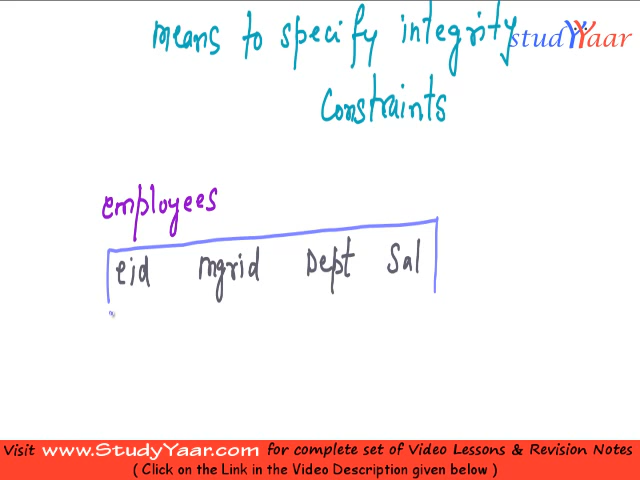 means to specify integrity
studYYaar
constraints
employees
eid mgrid Dept Sal
Visit www.StudyYaar.com for complete set of Video Lessons & Revision Notes
( Click on the Link in the Video Description given below )